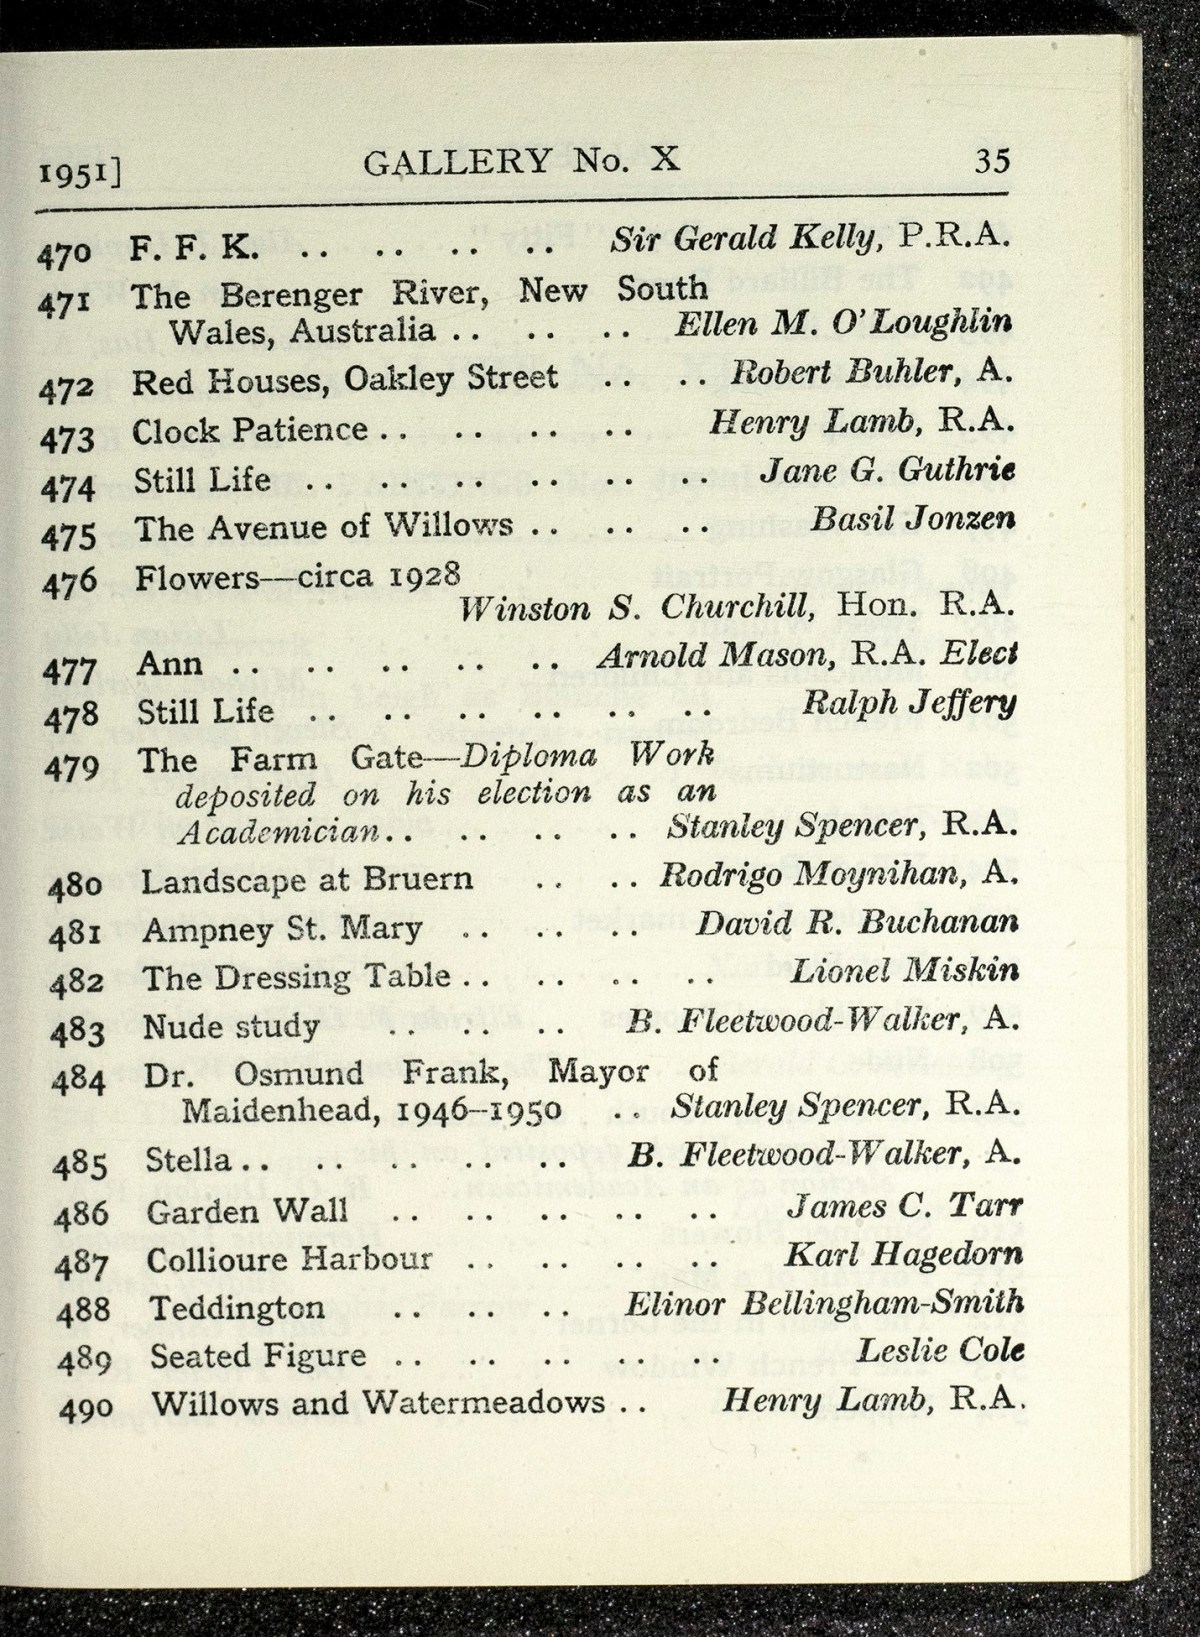 1951] GALLERY No. X 35
470 F. F. K. .. .. .. .. Sir Gerald Kelly, P.R.A.
471 The Berenger River, New South
Wales, Australia .. .. .. Ellen M. O'Loughlin
472 Red Houses, Oakley Street .. .. Robert Buhler, A.
473 Clock Patience .. .. .. .. Henry Lamb, R.A.
474 Still Life .. .. .. .. .. .. Jane G. Guthrie
475 The Avenue of Willows .. .. .. Basil Jonzen
476 Flowers—circa 1928
Winston S. Churchill, Hon. R.A.
477 Ann .. .. .. .. .. Arnold Mason, R.A. Elect
478 Still Life .. .. .. .. .. .. Ralph Jeffery
479 The Farm Gate—Diploma Work
deposited on his election as an
Academician .. .. .. .. Stanley Spencer, R.A.
480 Landscape at Bruern .. .. Rodrigo Moynihan, A.
481 Ampney St. Mary .. .. .. David R. Buchanan
482 The Dressing Table .. .. .. .. Lionel Miskin
483 Nude study .. .. .. B. Fleetwood-Walker, A.
484 Dr. Osmund Frank, Mayor of
Maidenhead, 1946–1950 .. Stanley Spencer, R.A.
485 Stella .. .. .. .. .. B. Fleetwood-Walker, A.
486 Garden Wall .. .. .. .. .. James C. Tarr
487 Collioure Harbour .. .. .. .. Karl Hagedorn
488 Teddington .. .. .. Elinor Bellingham-Smith
489 Seated Figure .. .. .. .. .. Leslie Cole
490 Willows and Watermeadows .. Henry Lamb, R.A.